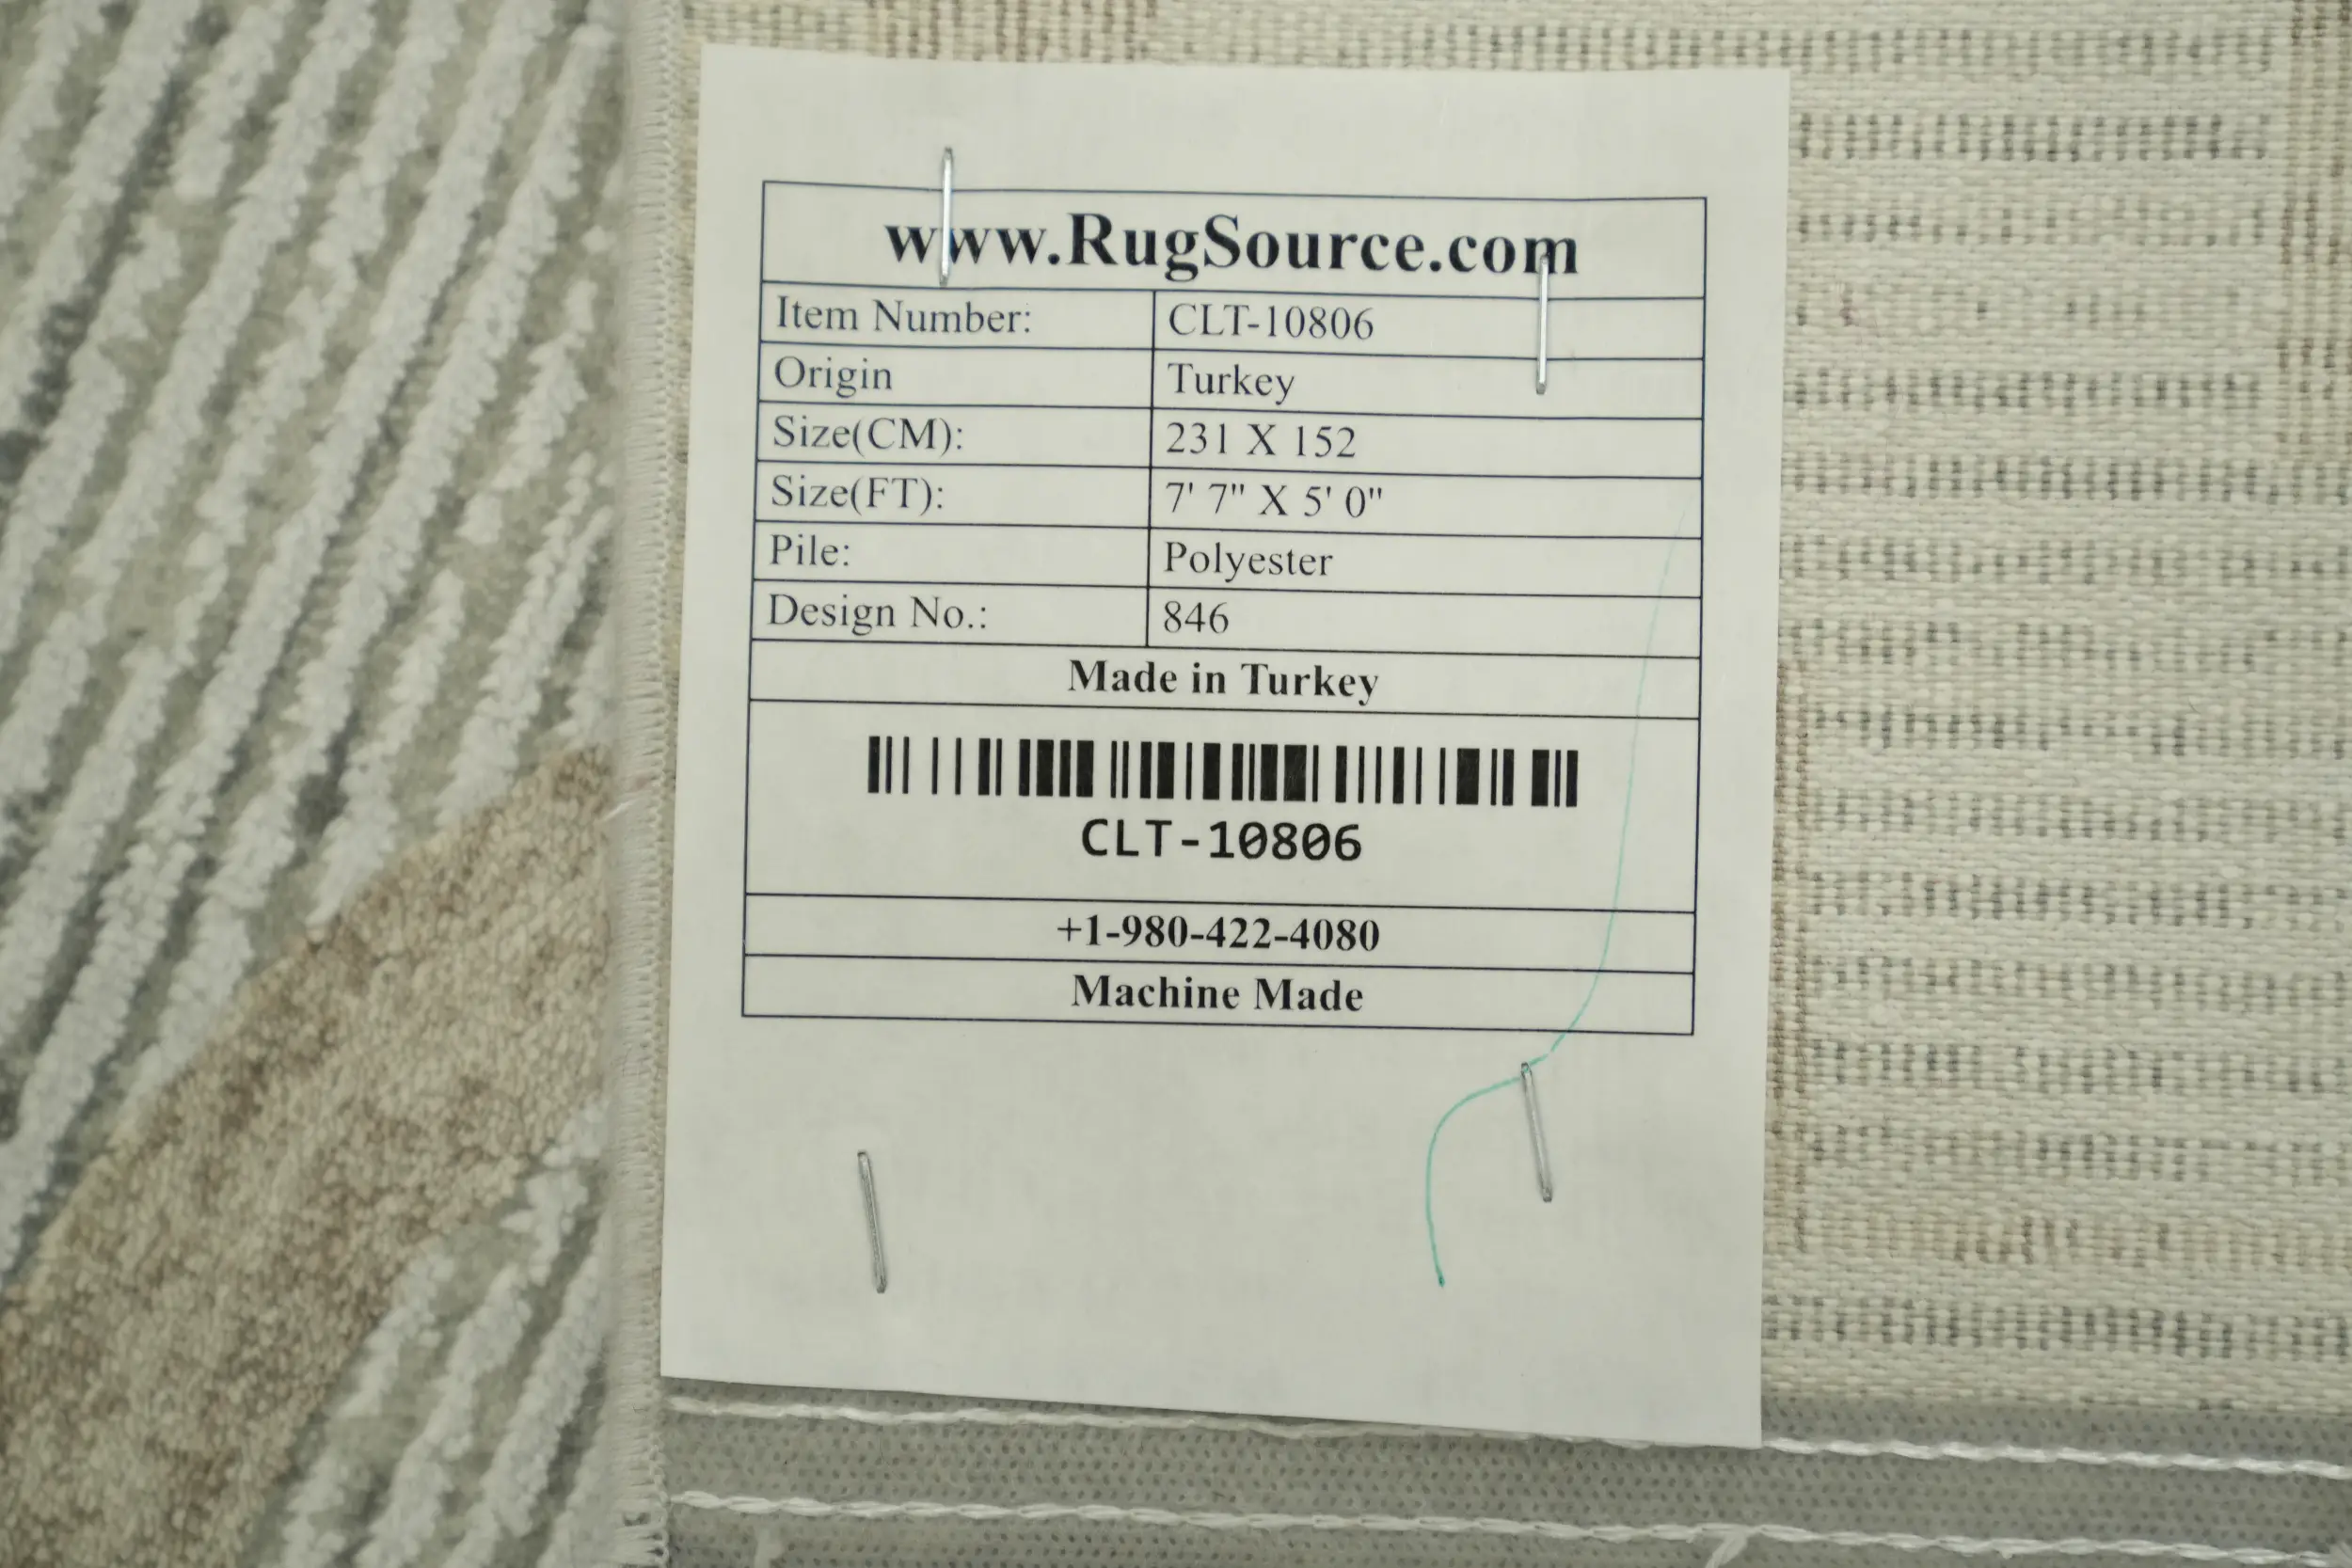 www.RugSource.com
Item Number: CLT-10806
Origin Turkey
Size(CM): 231 X 152
Size(FT): 7' 7" X 5' 0"
Pile: Polyester
Design No.: 846
Made in Turkey
CLT-10806
+1-980-422-4080
Machine Made